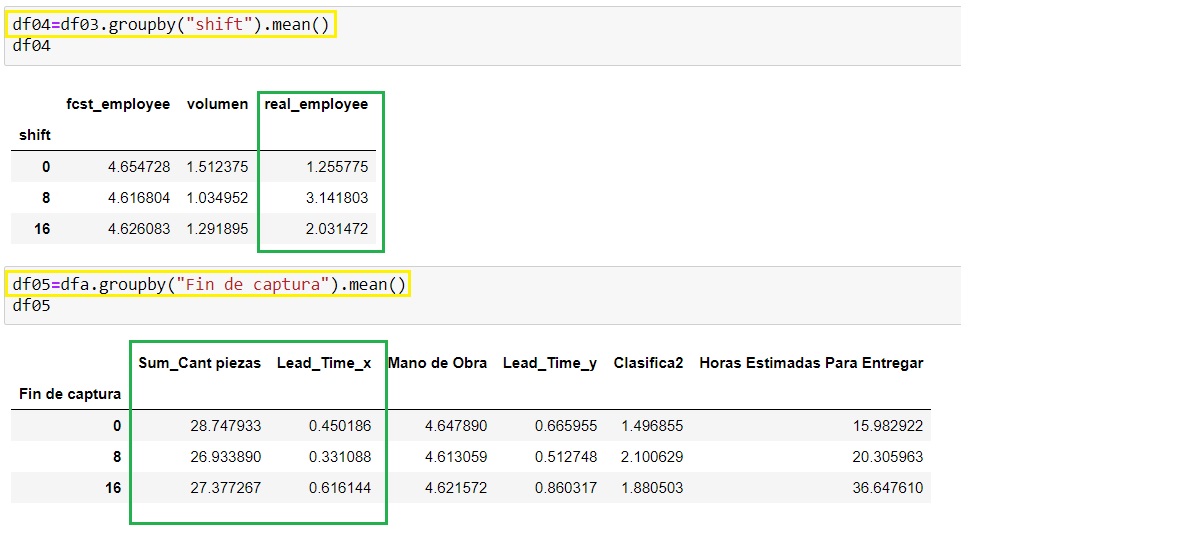 df04=df03.groupby("shift").mean()
df04
fcst_employee volumen real_employee
shift
0 4.654728 1.512375 1.255775
8 4.616804 1.034952 3.141803
16 4.626083 1.291895 2.031472
df05=dfa.groupby("Fin de captura").mean()
df05
Sum_Cant piezas Lead_Time_x Mano de Obra Lead_Time_y Clasifica2 Horas Estimadas Para Entregar
Fin de captura
0 28.747933 0.450186 4.647890 0.665955 1.496855 15.982922
8 26.933890 0.331088 4.613059 0.512748 2.100629 20.305963
16 27.377267 0.616144 4.621572 0.860317 1.880503 36.647610